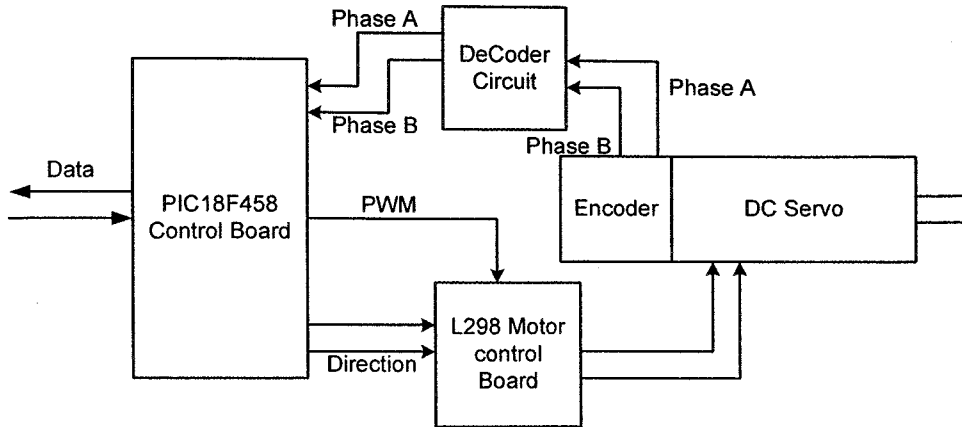 Phase A
DeCoder
Circuit
Phase A
Phase B
Phase B
Data
PIC18F458
Control Board
PWM
Encoder
DC Servo
L298 Motor
control
Board
Direction